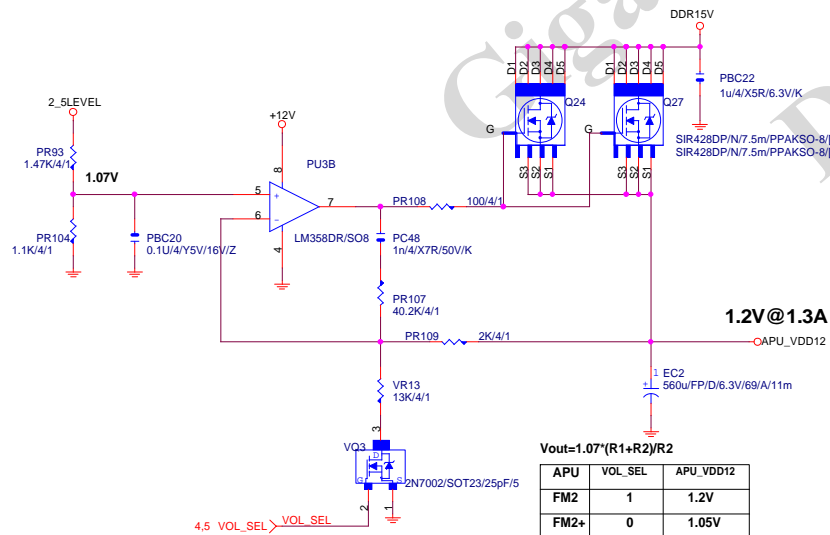 DDR15V
D1 D2 D3 D4 D5
D1 D2 D3 D4 D5
PBC22
1u/4/X5R/6.3V/K
Q24
Q27
G
SIR428DP/N/7.5m/PPAKSO-8/
SIR428DP/N/7.5m/PPAKSO-8/
S3 S2 S1
S3 S2 S1
2_5LEVEL
+12V
PR93
1.47K/4/1
1.07V
8
PU3B
5
+
6
-
7
4
LM358DR/SO8
PR108
100/4/1
PR104
1.1K/4/1
PBC20
0.1U/4/Y5V/16V/Z
PC48
1n/4/X7R/50V/K
PR107
40.2K/4/1
PR109
2K/4/1
1.2V@1.3A
APU_VDD12
VR13
13K/4/1
1
+
EC2
560u/FP/D/6.3V/69/A/11m
3
VQ3
D
G
S
2N7002/SOT23/25pF/5
2
1
4,5 VOL_SEL
VOL_SEL
Vout=1.07*(R1+R2)/R2
APU VOL_SEL APU_VDD12
FM2 1 1.2V
FM2+ 0 1.05V